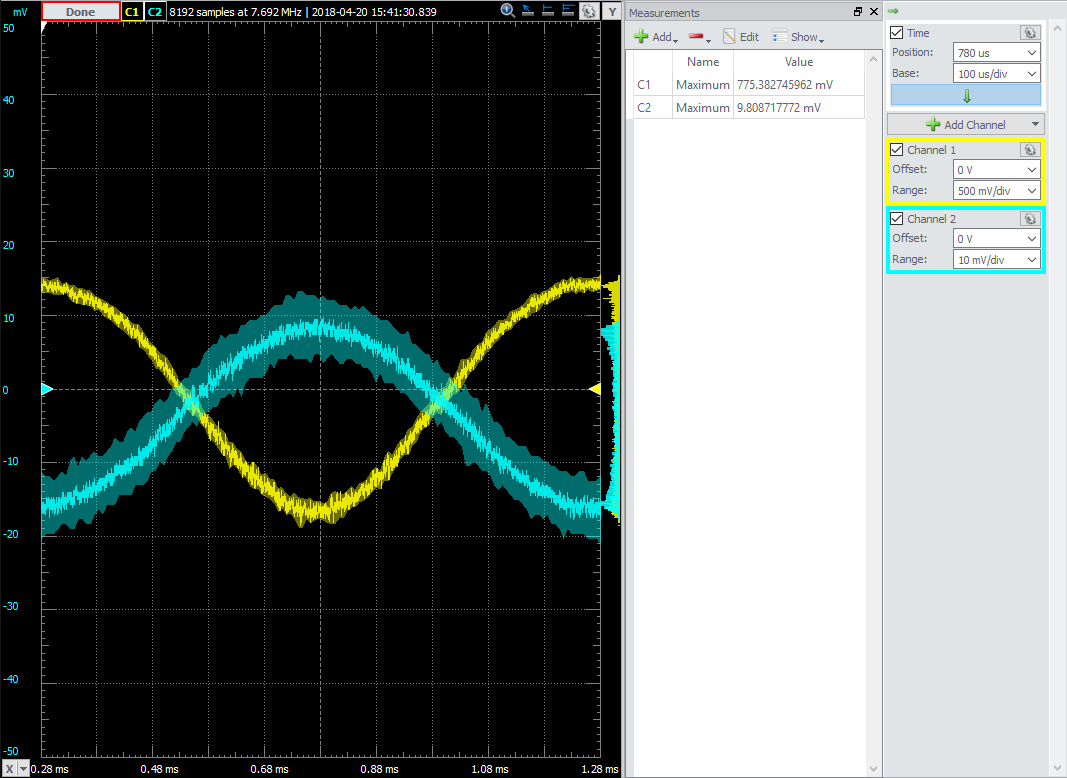 mV Done C1 C2 8192 samples at 7.692 MHz | 2018-04-20 15:41:30.839 Y
50
40
30
20
10
0
-10
-20
-30
-40
-50
X 0.28 ms 0.48 ms 0.68 ms 0.88 ms 1.08 ms 1.28 ms
Measurements
Add Edit Show
Name Value
C1 Maximum 775.382745962 mV
C2 Maximum 9.808717772 mV
Time
Position: 780 us
Base: 100 us/div
Add Channel
Channel 1
Offset: 0 V
Range: 500 mV/div
Channel 2
Offset: 0 V
Range: 10 mV/div